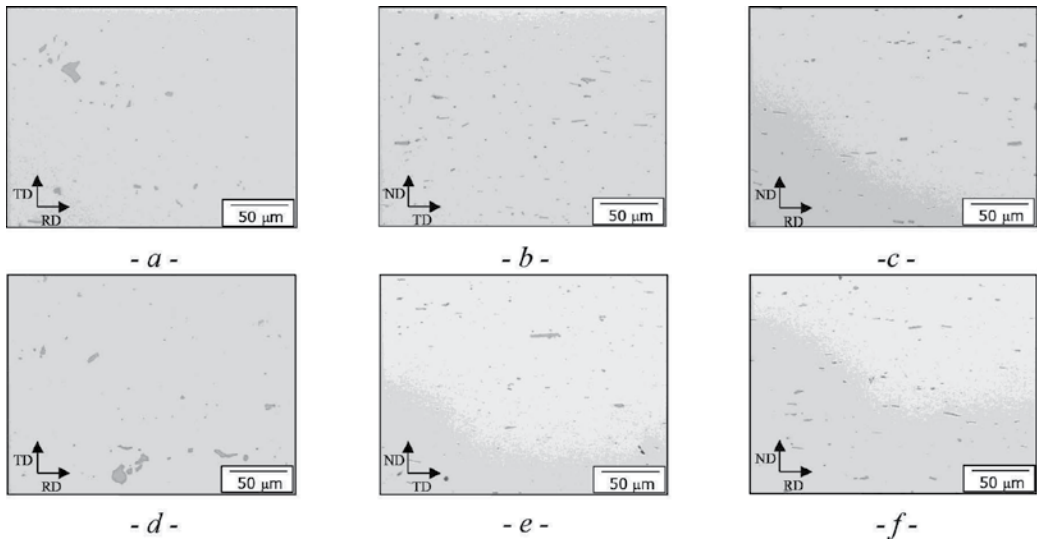 TD
RD
50 μm
- a -
ND
TD
50 μm
- b -
ND
RD
50 μm
-c -
TD
RD
50 μm
- d -
ND
TD
50 μm
- e -
ND
RD
50 μm
-f -